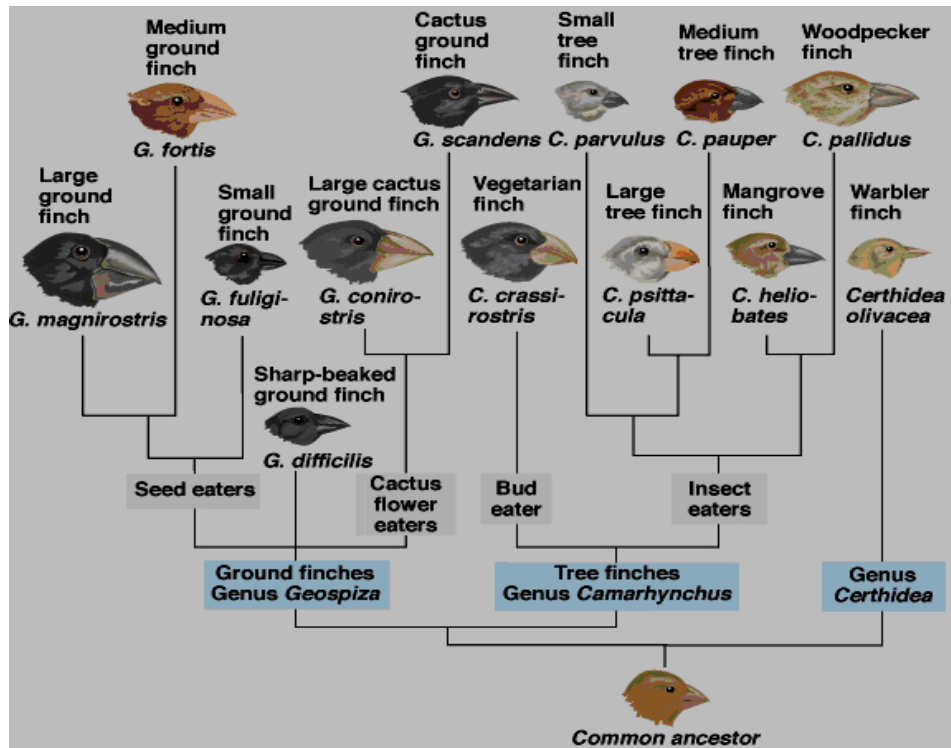 Medium
ground
finch
G. fortis
Cactus
ground
finch
G. scandens
Small
tree
finch
C. parvulus
Medium
tree finch
C. pauper
Woodpecker
finch
C. pallidus
Large
ground
finch
G. magnirostris
Small
ground
finch
G. fuligi-
nosa
Large cactus
ground finch
G. coniro-
stris
Vegetarian
finch
C. crassi-
rostris
Large
tree finch
C. psitta-
cula
Mangrove
finch
C. helio-
bates
Warbler
finch
Certhidea
olivacea
Sharp-beaked
ground finch
G. difficilis
Seed eaters
Cactus
flower
eaters
Bud
eater
Insect
eaters
Ground finches
Genus Geospiza
Tree finches
Genus Camarhynchus
Genus
Certhidea
Common ancestor